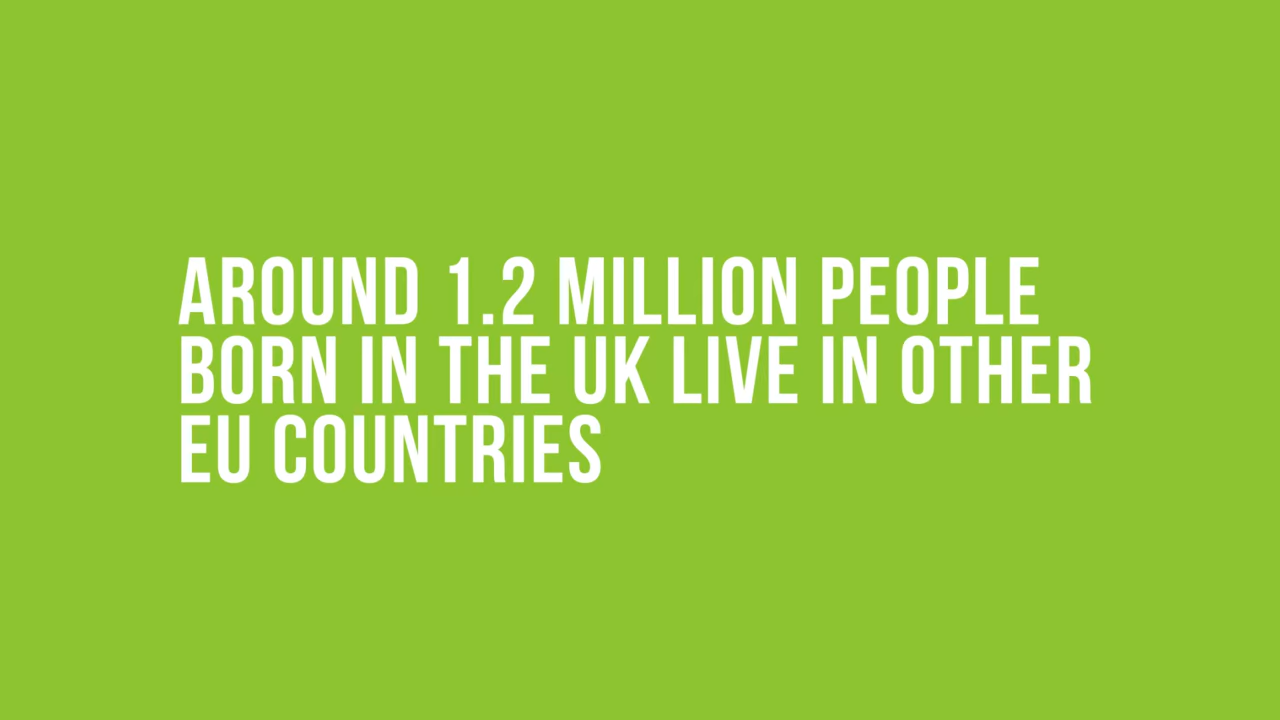 AROUND 1.2 MILLION PEOPLE
BORN IN THE UK LIVE IN OTHER
EU COUNTRIES